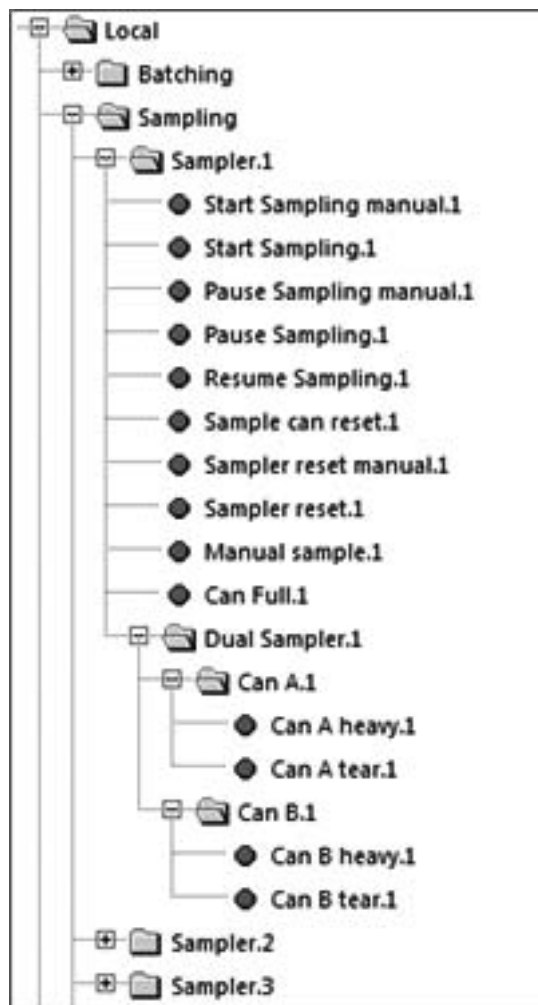 Local
Batching
Sampling
Sampler.1
Start Sampling manual.1
Start Sampling.1
Pause Sampling manual.1
Pause Sampling.1
Resume Sampling.1
Sample can reset.1
Sampler reset manual.1
Sampler reset.1
Manual sample.1
Can Full.1
Dual Sampler.1
Can A.1
Can A heavy.1
Can A tear.1
Can B.1
Can B heavy.1
Can B tear.1
Sampler.2
Sampler.3